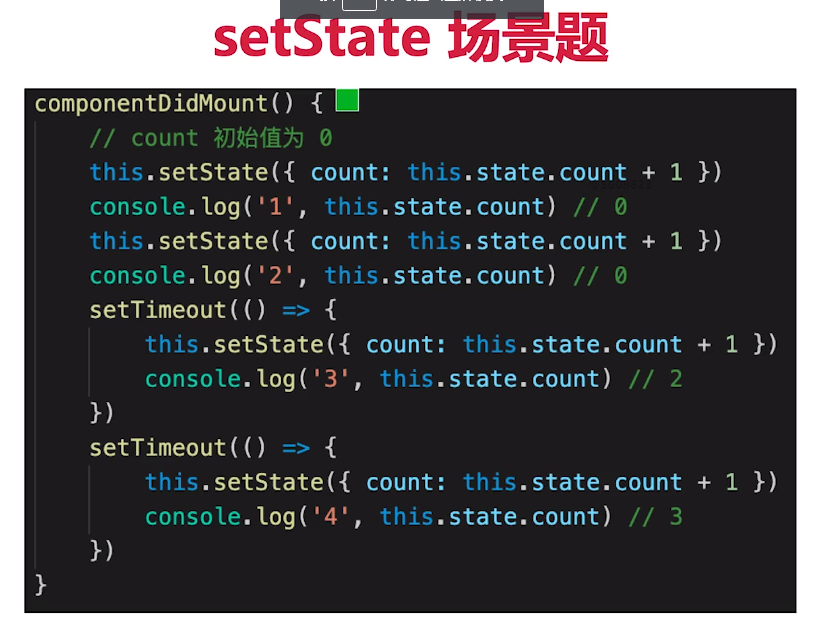 setState 场景题
componentDidMount() {
    // count 初始值为 0
    this.setState({ count: this.state.count + 1 })
    console.log('1', this.state.count) // 0
    this.setState({ count: this.state.count + 1 })
    console.log('2', this.state.count) // 0
    setTimeout(() => {
        this.setState({ count: this.state.count + 1 })
        console.log('3', this.state.count) // 2
    })
    setTimeout(() => {
        this.setState({ count: this.state.count + 1 })
        console.log('4', this.state.count) // 3
    })
}